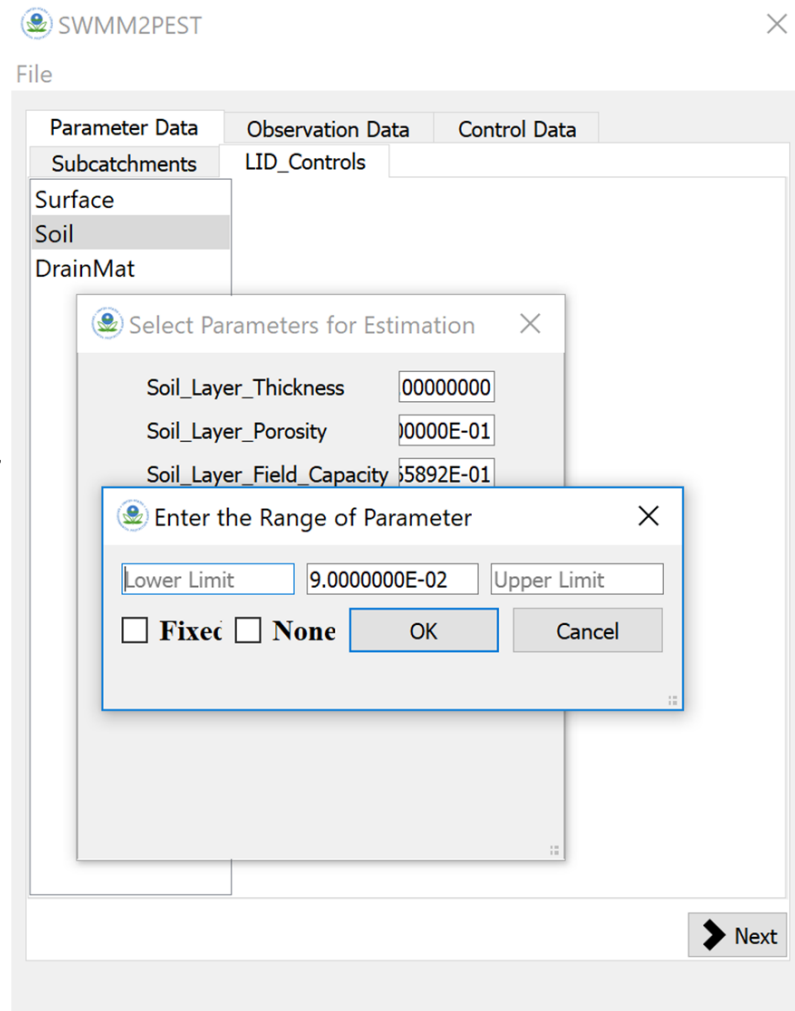 SWMM2PEST
File
Parameter Data Observation Data Control Data
Subcatchments LID_Controls
Surface
Soil
DrainMat
Select Parameters for Estimation
Soil_Layer_Thickness 00000000
Soil_Layer_Porosity 00000E-01
Soil_Layer_Field_Capacity 55892E-01
Enter the Range of Parameter
Lower Limit 9.0000000E-02 Upper Limit
Fixed None OK Cancel
Next